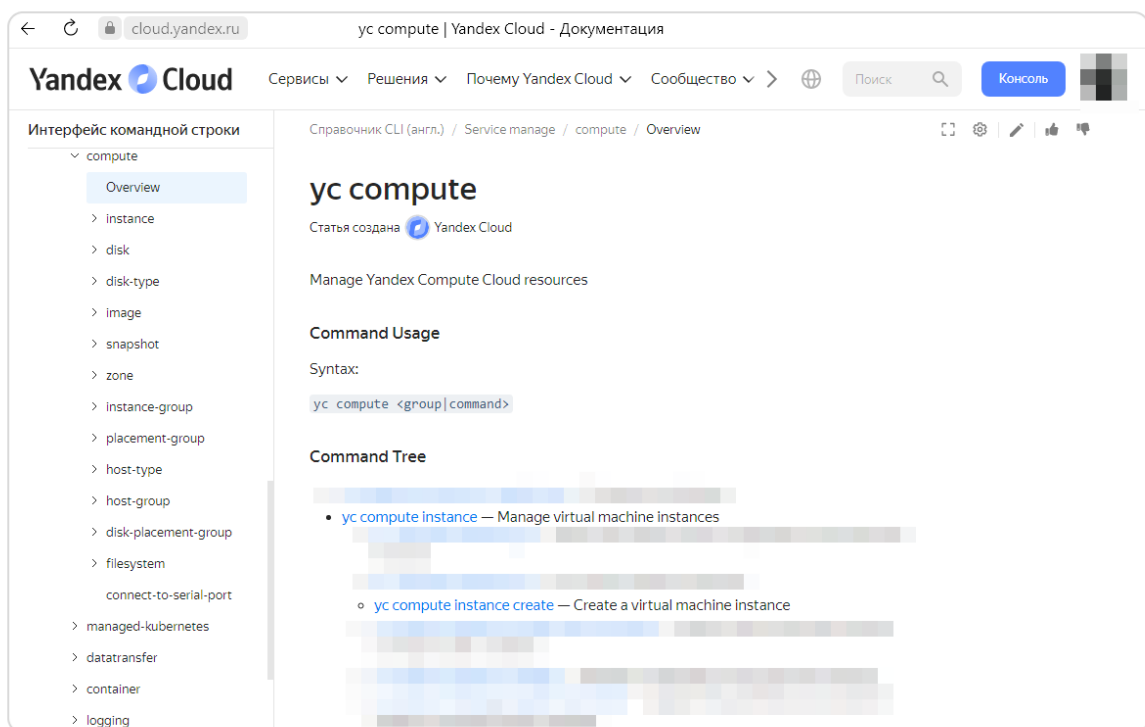 cloud.yandex.ru yc compute | Yandex Cloud - Документация
Yandex Cloud Сервисы Решения Почему Yandex Cloud Сообщество Поиск Консоль
Интерфейс командной строки
compute
Overview
instance
disk
disk-type
image
snapshot
zone
instance-group
placement-group
host-type
host-group
disk-placement-group
filesystem
connect-to-serial-port
managed-kubernetes
datatransfer
container
logging
Справочник CLI (англ.) / Service manage / compute / Overview
yc compute
Статья создана Yandex Cloud
Manage Yandex Compute Cloud resources
Command Usage
Syntax:
yc compute <group|command>
Command Tree
• yc compute instance — Manage virtual machine instances
◦ yc compute instance create — Create a virtual machine instance